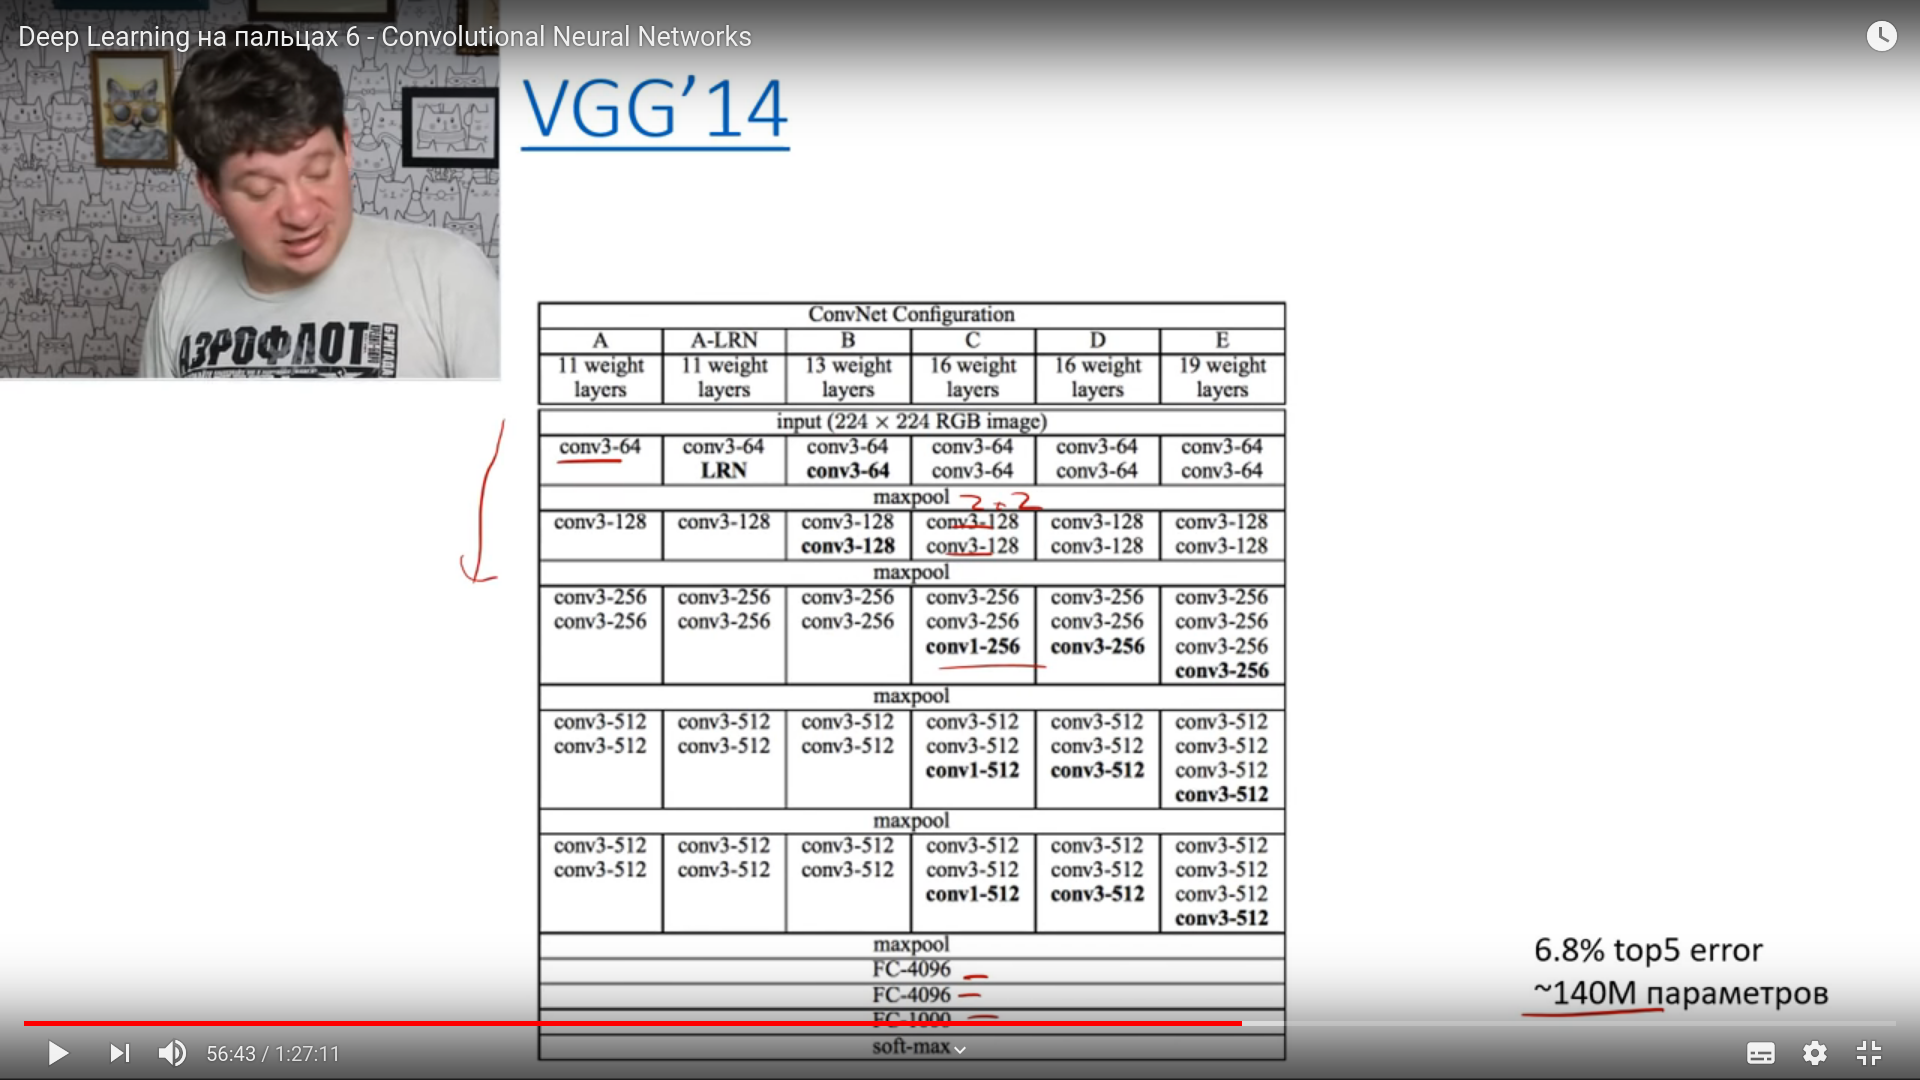 Deep Learning на пальцах 6 - Convolutional Neural Networks
VGG’14
АЭРОФЛОТ
ConvNet Configuration
A A-LRN B C D E
11 weight layers 11 weight layers 13 weight layers 16 weight layers 16 weight layers 19 weight layers
input (224 × 224 RGB image)
conv3-64 conv3-64 conv3-64 conv3-64 conv3-64 conv3-64
LRN conv3-64 conv3-64 conv3-64 conv3-64
maxpool 2×2
conv3-128 conv3-128 conv3-128 conv3-128 conv3-128 conv3-128
conv3-128 conv3-128 conv3-128 conv3-128
maxpool
conv3-256 conv3-256 conv3-256 conv3-256 conv3-256 conv3-256
conv3-256 conv3-256 conv3-256 conv3-256 conv3-256 conv3-256
conv1-256 conv3-256 conv3-256
conv3-256
maxpool
conv3-512 conv3-512 conv3-512 conv3-512 conv3-512 conv3-512
conv3-512 conv3-512 conv3-512 conv3-512 conv3-512 conv3-512
conv1-512 conv3-512 conv3-512
conv3-512
maxpool
conv3-512 conv3-512 conv3-512 conv3-512 conv3-512 conv3-512
conv3-512 conv3-512 conv3-512 conv3-512 conv3-512 conv3-512
conv1-512 conv3-512 conv3-512
conv3-512
maxpool
FC-4096
FC-4096
FC-1000
soft-max
6.8% top5 error
~140M параметров
56:43 / 1:27:11